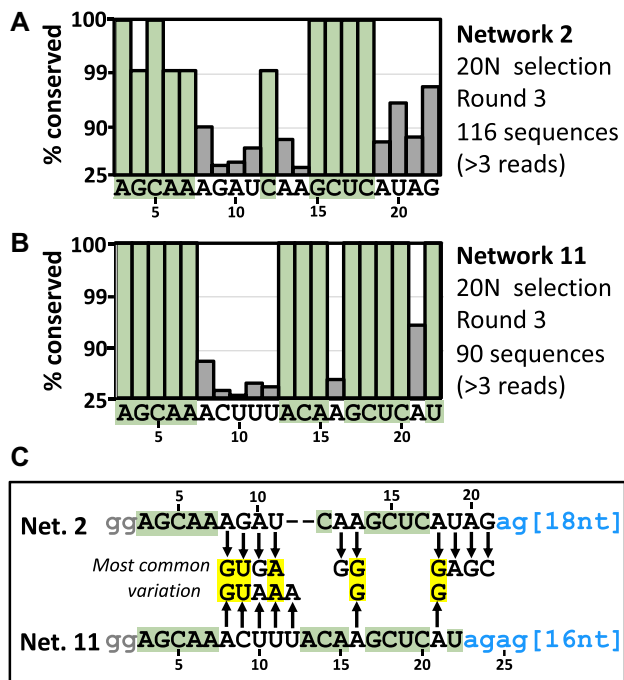 A
% conserved
100
99
90
25
AGCAAAGAUCAAGCUCAUAG
5 10 15 20
Network 2
20N selection
Round 3
116 sequences
(>3 reads)
B
% conserved
100
99
90
25
AGCAAACUUUACAAGCUCAU
5 10 15 20
Network 11
20N selection
Round 3
90 sequences
(>3 reads)
C
5 10 15 20
Net. 2 ggAGCAAAGAU--CAAGCUCAUAGag[18nt]
Most common variation
GUGA GG GAGC
GUAAA G G
Net. 11 ggAGCAAACUUUACAAGCUCAUagag[16nt]
5 10 15 20 25